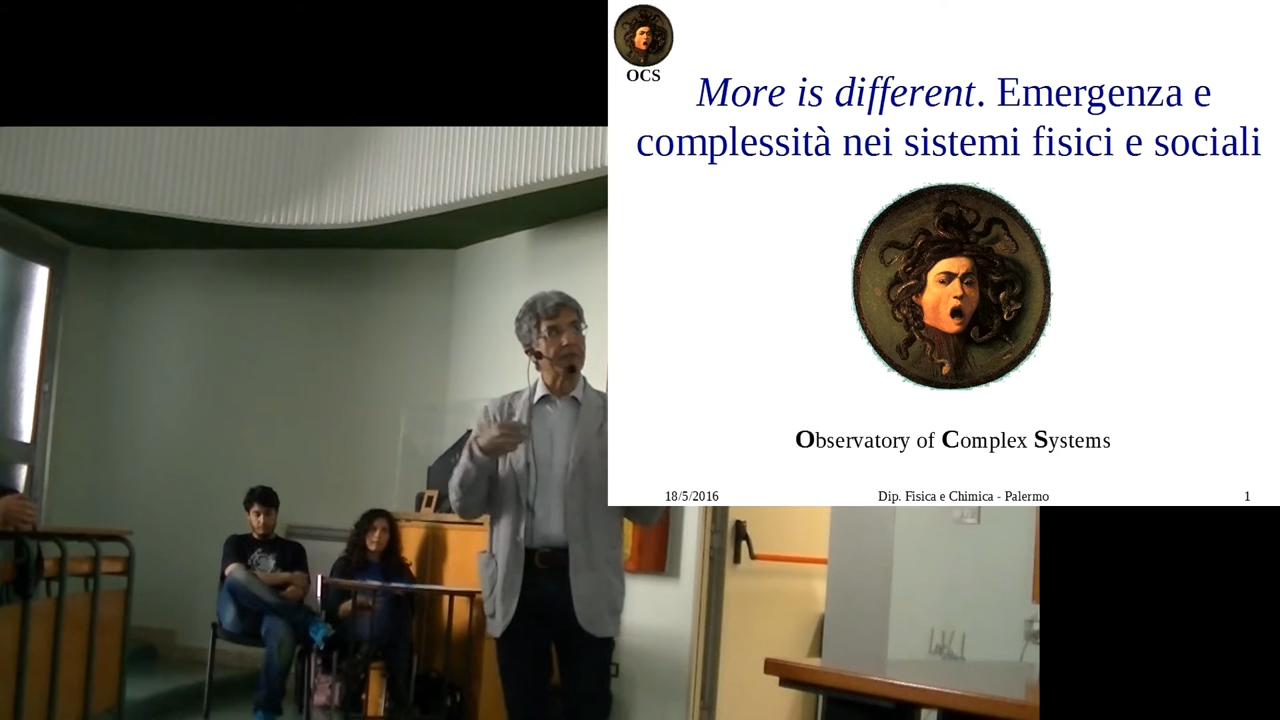 OCS
More is different. Emergenza e
complessità nei sistemi fisici e sociali
Observatory of Complex Systems
18/5/2016
Dip. Fisica e Chimica - Palermo
1